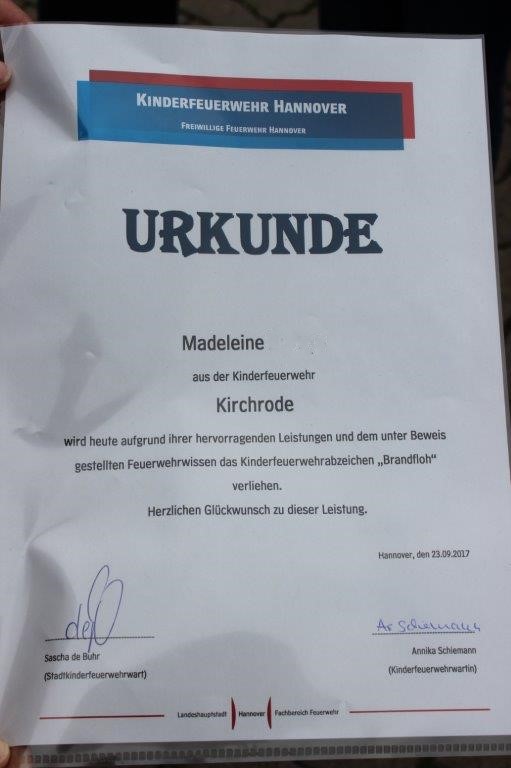 KINDERFEUERWEHR HANNOVER
FREIWILLIGE FEUERWEHR HANNOVER
URKUNDE
Madeleine
aus der Kinderfeuerwehr
Kirchrode
wird heute aufgrund ihrer hervorragenden Leistungen und dem unter Beweis
gestellten Feuerwehrwissen das Kinderfeuerwehrabzeichen „Brandfloh“
verliehen.
Herzlichen Glückwunsch zu dieser Leistung.
Hannover, den 23.09.2017
Ar Schiemann
Sascha de Buhr
(Stadtkinderfeuerwehrwart)
Annika Schiemann
(Kinderfeuerwehrwartin)
Landeshauptstadt Hannover Fachbereich Feuerwehr